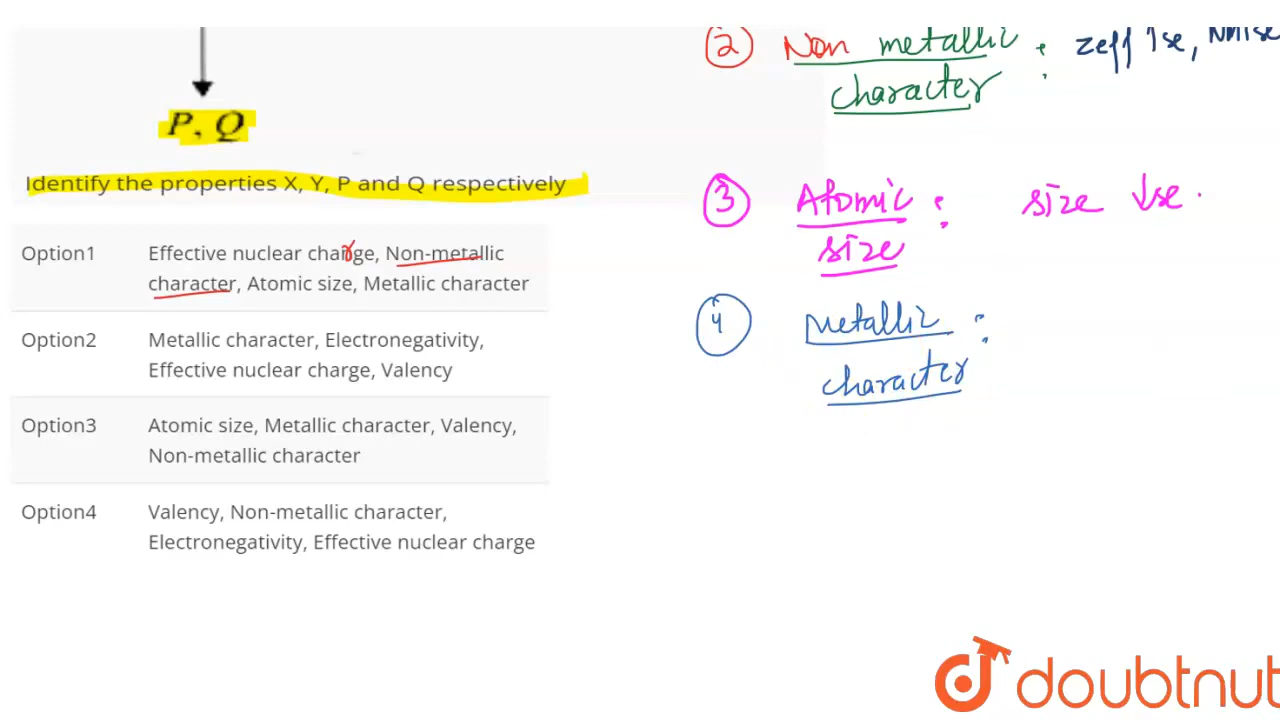 ② Non metallic : zeff ↑se, NM↑se
character
P, Q
Identify the properties X, Y, P and Q respectively
③ Atomic : size ↓se.
size
Option1 Effective nuclear charge, Non-metallic
character, Atomic size, Metallic character
④ metallic :
character
Option2 Metallic character, Electronegativity,
Effective nuclear charge, Valency
Option3 Atomic size, Metallic character, Valency,
Non-metallic character
Option4 Valency, Non-metallic character,
Electronegativity, Effective nuclear charge
doubtnut